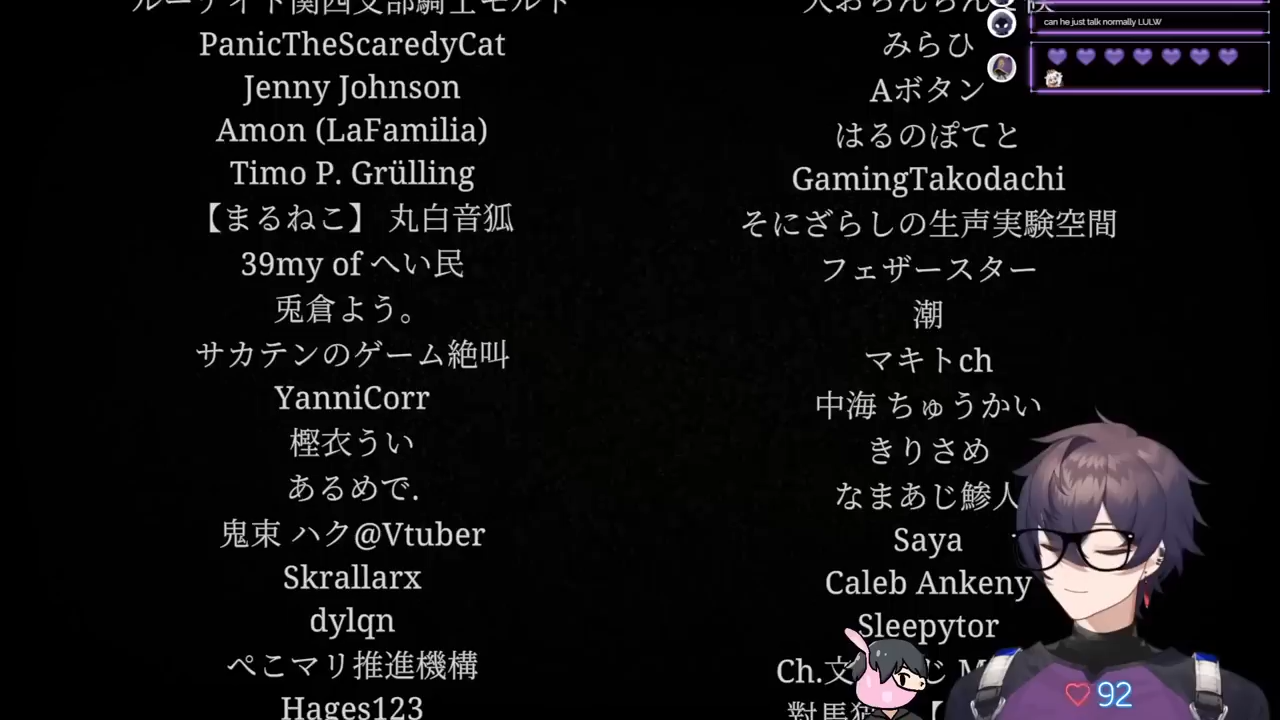 PanicTheScaredyCat
Jenny Johnson
Amon (LaFamilia)
Timo P. Grülling
【まるねこ】 丸白音狐
39my of へい民
兎倉よう。
サカテンのゲーム絶叫
YanniCorr
樫衣うい
あるめで.
鬼束 ハク@Vtuber
Skrallarx
dylqn
ぺこマリ推進機構
Hages123
みらひ
Aボタン
はるのぽてと
GamingTakodachi
そにざらしの生声実験空間
フェザースター
潮
マキトch
中海 ちゅうかい
きりさめ
なまあじ鯵人
Saya
Caleb Ankeny
Sleepytor
Ch.文
can he just talk normally LULW
92